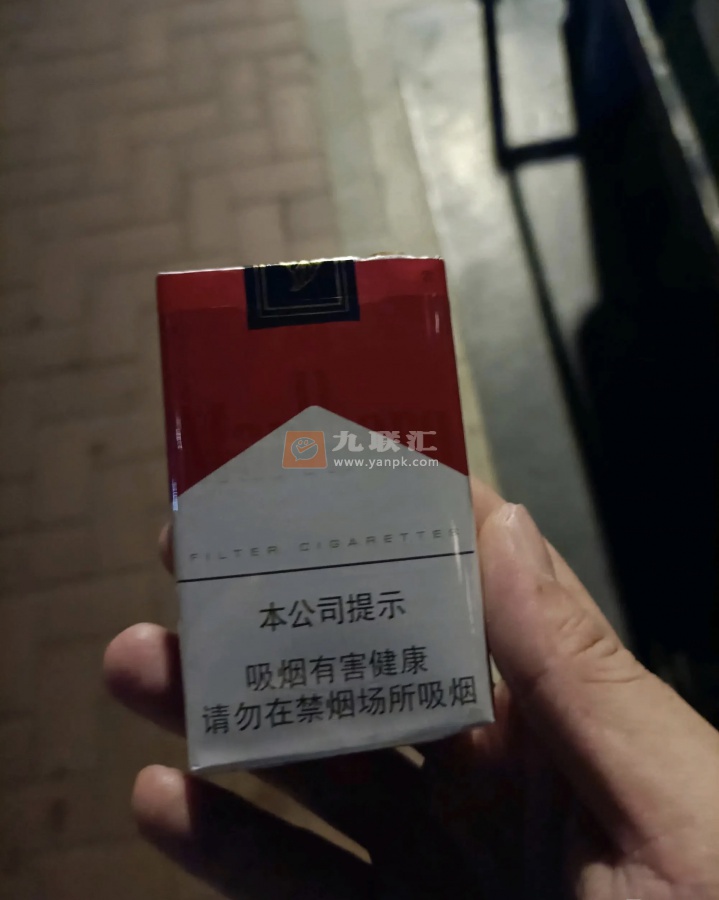 九联汇
www.yanpk.com
FILTER CIGARETTES
本公司提示
吸烟有害健康
请勿在禁烟场所吸烟